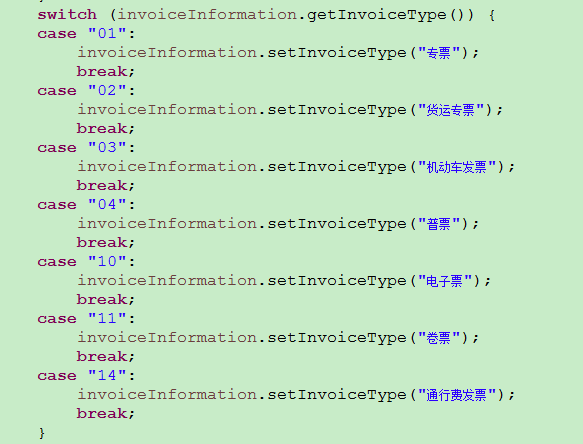 switch (invoiceInformation.getInvoiceType()) {
case "01":
invoiceInformation.setInvoiceType("专票");
break;
case "02":
invoiceInformation.setInvoiceType("货运专票");
break;
case "03":
invoiceInformation.setInvoiceType("机动车发票");
break;
case "04":
invoiceInformation.setInvoiceType("普票");
break;
case "10":
invoiceInformation.setInvoiceType("电子票");
break;
case "11":
invoiceInformation.setInvoiceType("卷票");
break;
case "14":
invoiceInformation.setInvoiceType("通行费发票");
break;
}